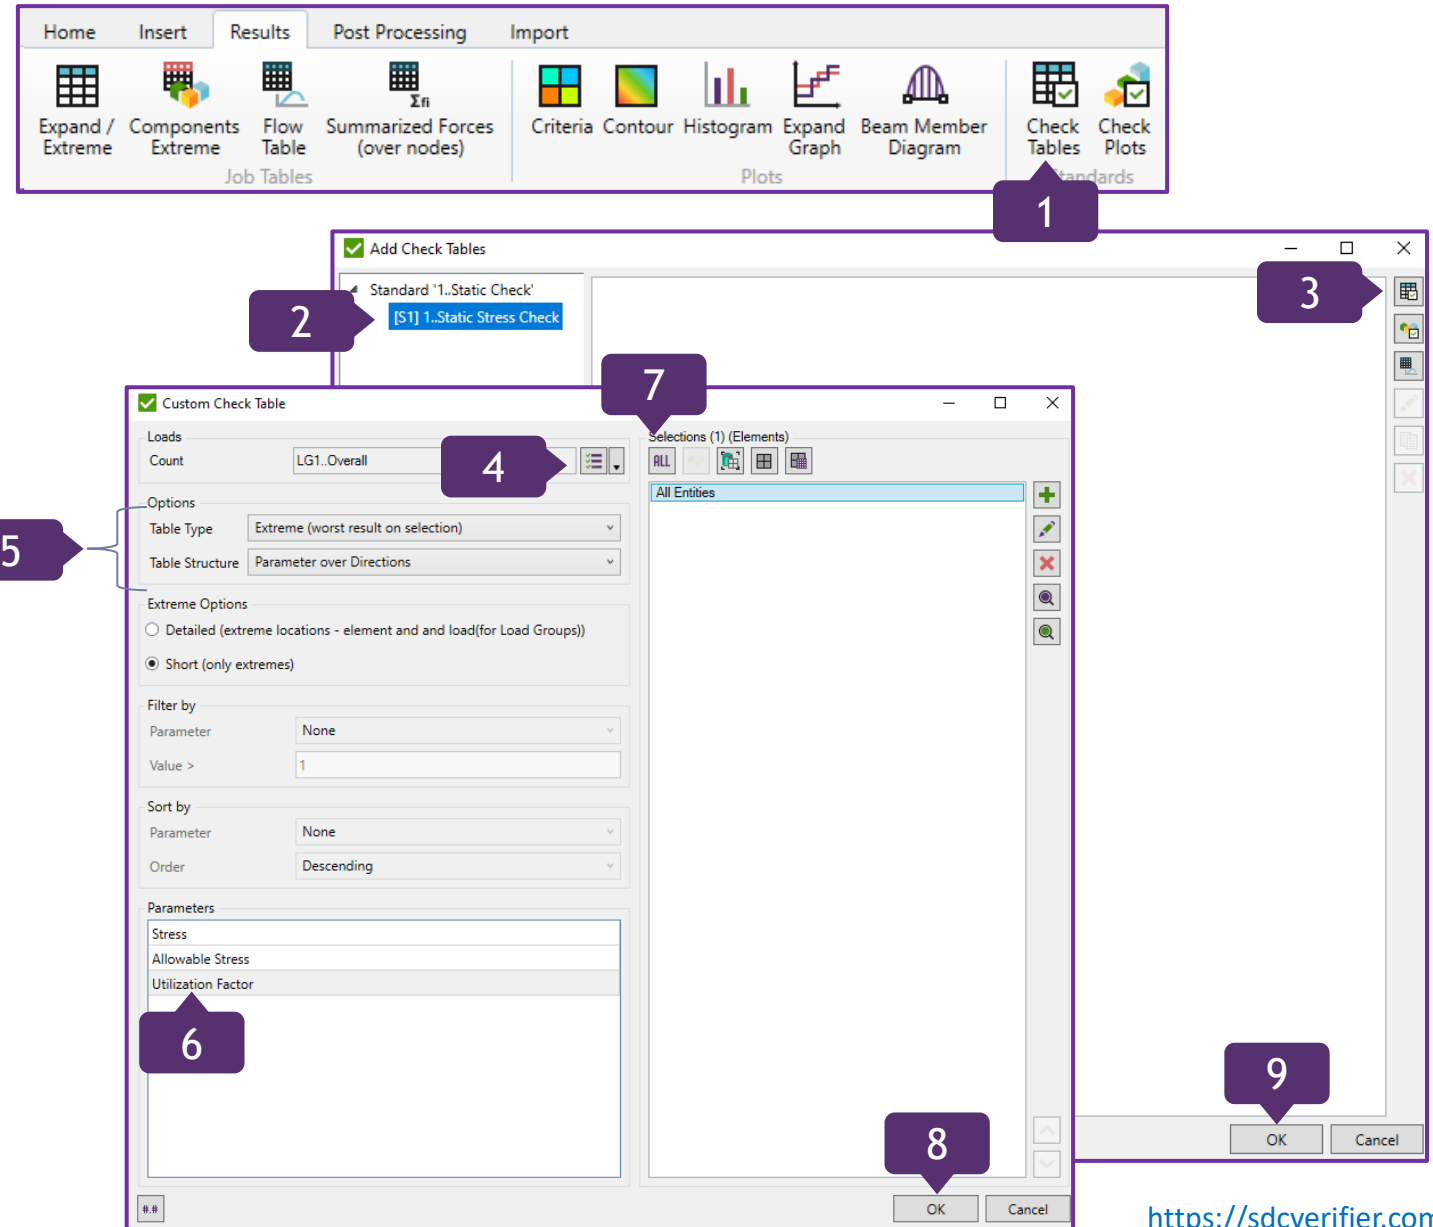 Home Insert Results Post Processing Import
Expand / Extreme Components Extreme Flow Table Summarized Forces (over nodes) Criteria Contour Histogram Expand Graph Beam Member Diagram Check Tables Check Plots
Σfi
Job Tables Plots Standards
1
Add Check Tables
Standard '1..Static Check'
3
2
[S1] 1..Static Stress Check
7
Custom Check Table
Loads
Count LG1..Overall
4
Selections (1) (Elements)
ALL
All Entities
5
Options
Table Type Extreme (worst result on selection)
Table Structure Parameter over Directions
Extreme Options
Detailed (extreme locations - element and and load(for Load Groups))
Short (only extremes)
Filter by
Parameter None
Value > 1
Sort by
Parameter None
Order Descending
Parameters
Stress
Allowable Stress
Utilization Factor
6
8
9
OK Cancel
#.#
OK Cancel
https://sdcverifier.com